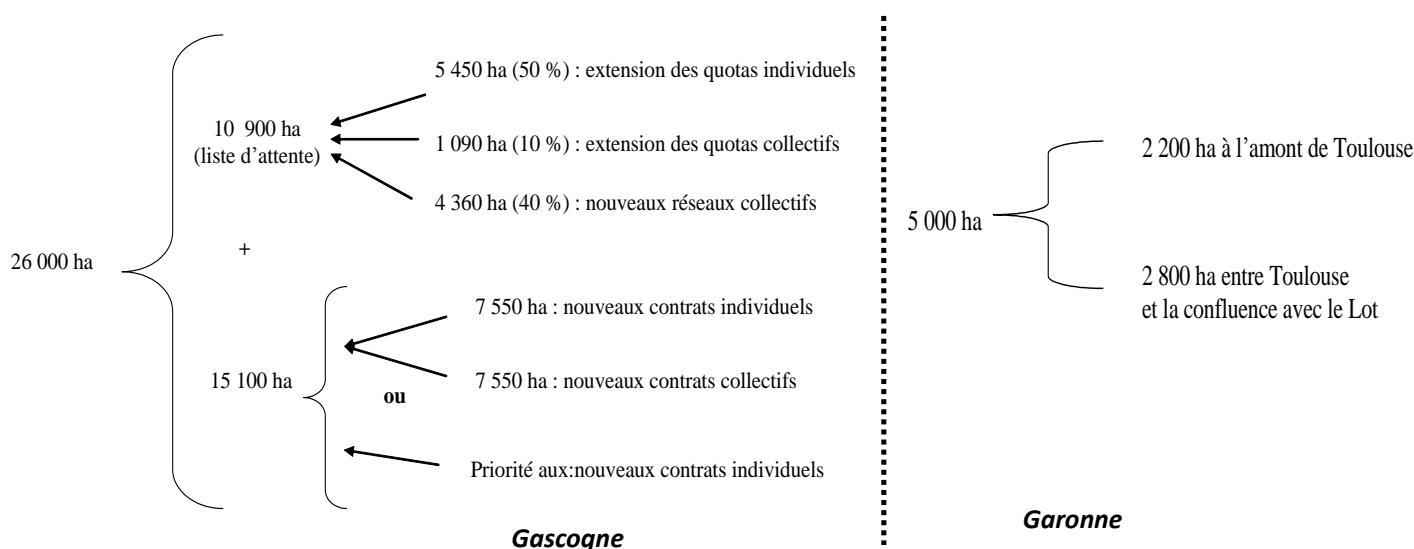 5 450 ha (50 %) : extension des quotas individuels
10 900 ha
(liste d’attente)
1 090 ha (10 %) : extension des quotas collectifs
4 360 ha (40 %) : nouveaux réseaux collectifs
26 000 ha
+
7 550 ha : nouveaux contrats individuels
15 100 ha
7 550 ha : nouveaux contrats collectifs
ou
Priorité aux:nouveaux contrats individuels
Gascogne
2 200 ha à l’amont de Toulouse
5 000 ha
2 800 ha entre Toulouse
et la confluence avec le Lot
Garonne